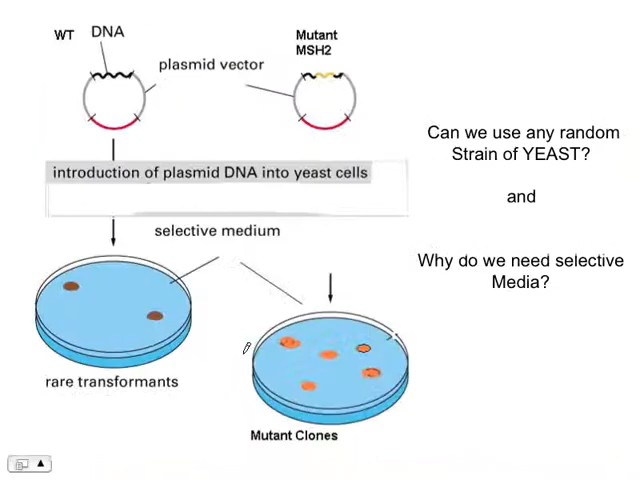 WT
DNA
Mutant
MSH2
plasmid vector
Can we use any random
Strain of YEAST?
introduction of plasmid DNA into yeast cells
and
selective medium
Why do we need selective
Media?
rare transformants
Mutant Clones